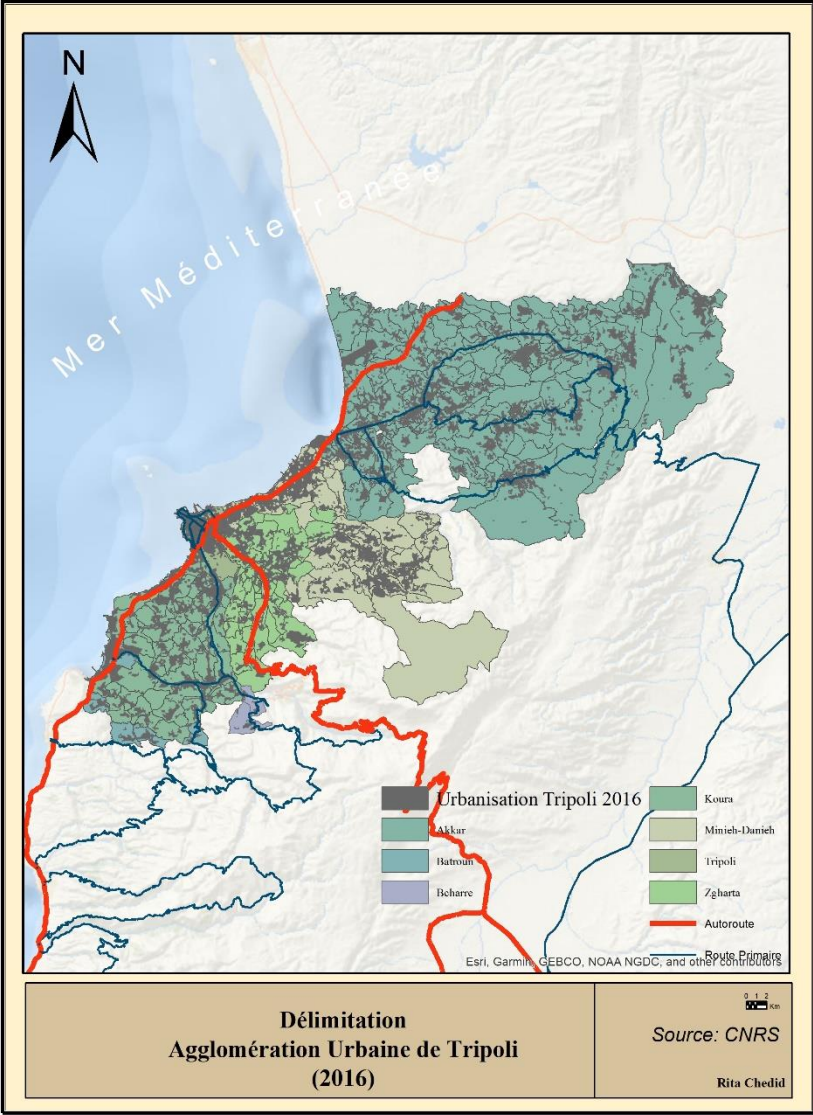 N
Mer Méditerranée
Urbanisation Tripoli 2016
Akkar
Batroun
Bcharre
Koura
Minieh-Danieh
Tripoli
Zgharta
Autoroute
Route Primaire
Esri, Garmin, GEBCO, NOAA NGDC, and other contributors
Délimitation
Agglomération Urbaine de Tripoli
(2016)
0 1 2
Km
Source: CNRS
Rita Chedid